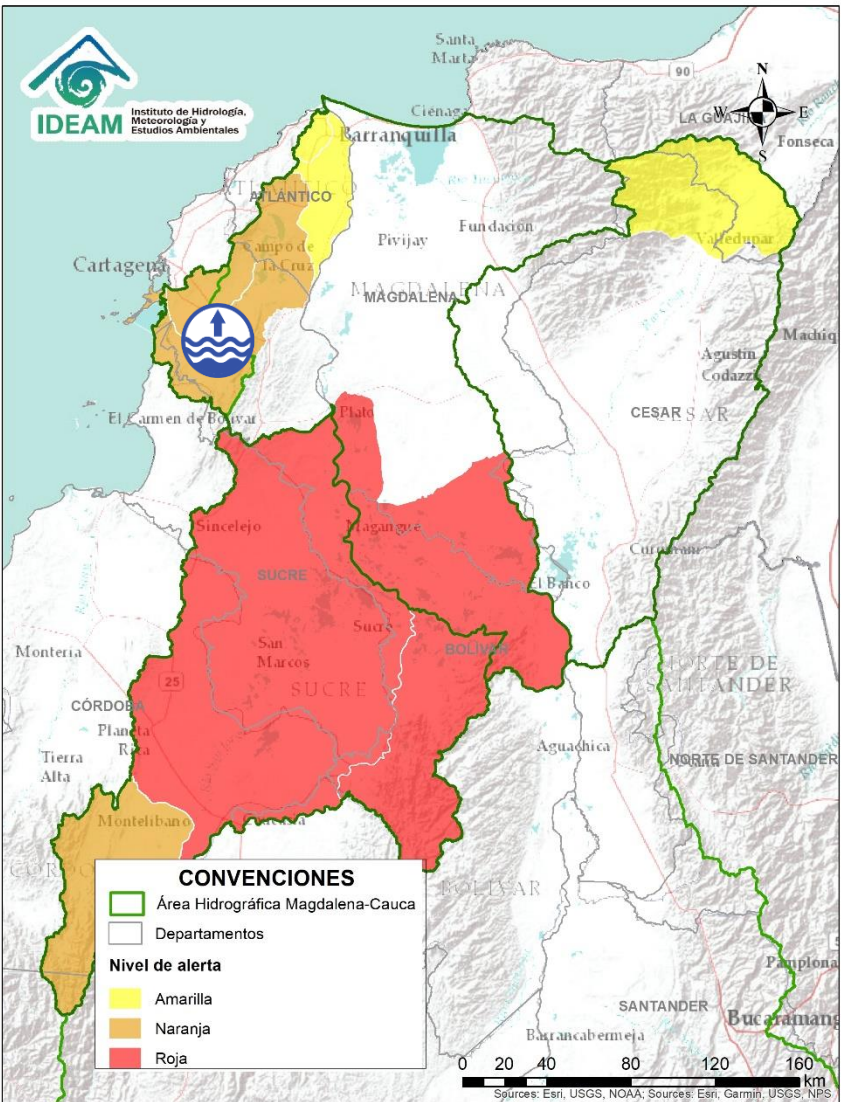 IDEAM
Instituto de Hidrología,
Meteorología y
Estudios Ambientales
Santa
Marta
90
N
W
E
S
Ciénaga
LA GUAJIRA
Fonseca
Barranquilla
ATLÁNTICO
Valledupar
Fundación
Pivijay
Campo de
la Cruz
Cartagena
MAGDALENA
MAGDALENA
Agustín
Codazzi
Machiq
El Carmen de Bolívar
Plato
CESAR
CESAR
Sincelejo
Magangué
SUCRE
El Banco
Sucre
BOLÍVAR
Montería
San
Marcos
SUCRE
NORTE DE
SANTANDER
25
CÓRDOBA
Planeta
Rica
Tierra
Alta
Aguachica
NORTE DE SANTANDER
Montelíbano
BOLÍVAR
CONVENCIONES
Área Hidrográfica Magdalena-Cauca
Departamentos
Nivel de alerta
Amarilla
Naranja
Roja
Pamplona
SANTANDER
Bucaramang
Barrancabermeja
0 20 40 80 120 160
km
Sources: Esri, USGS, NOAA; Sources: Esri, Garmin, USGS, NPS